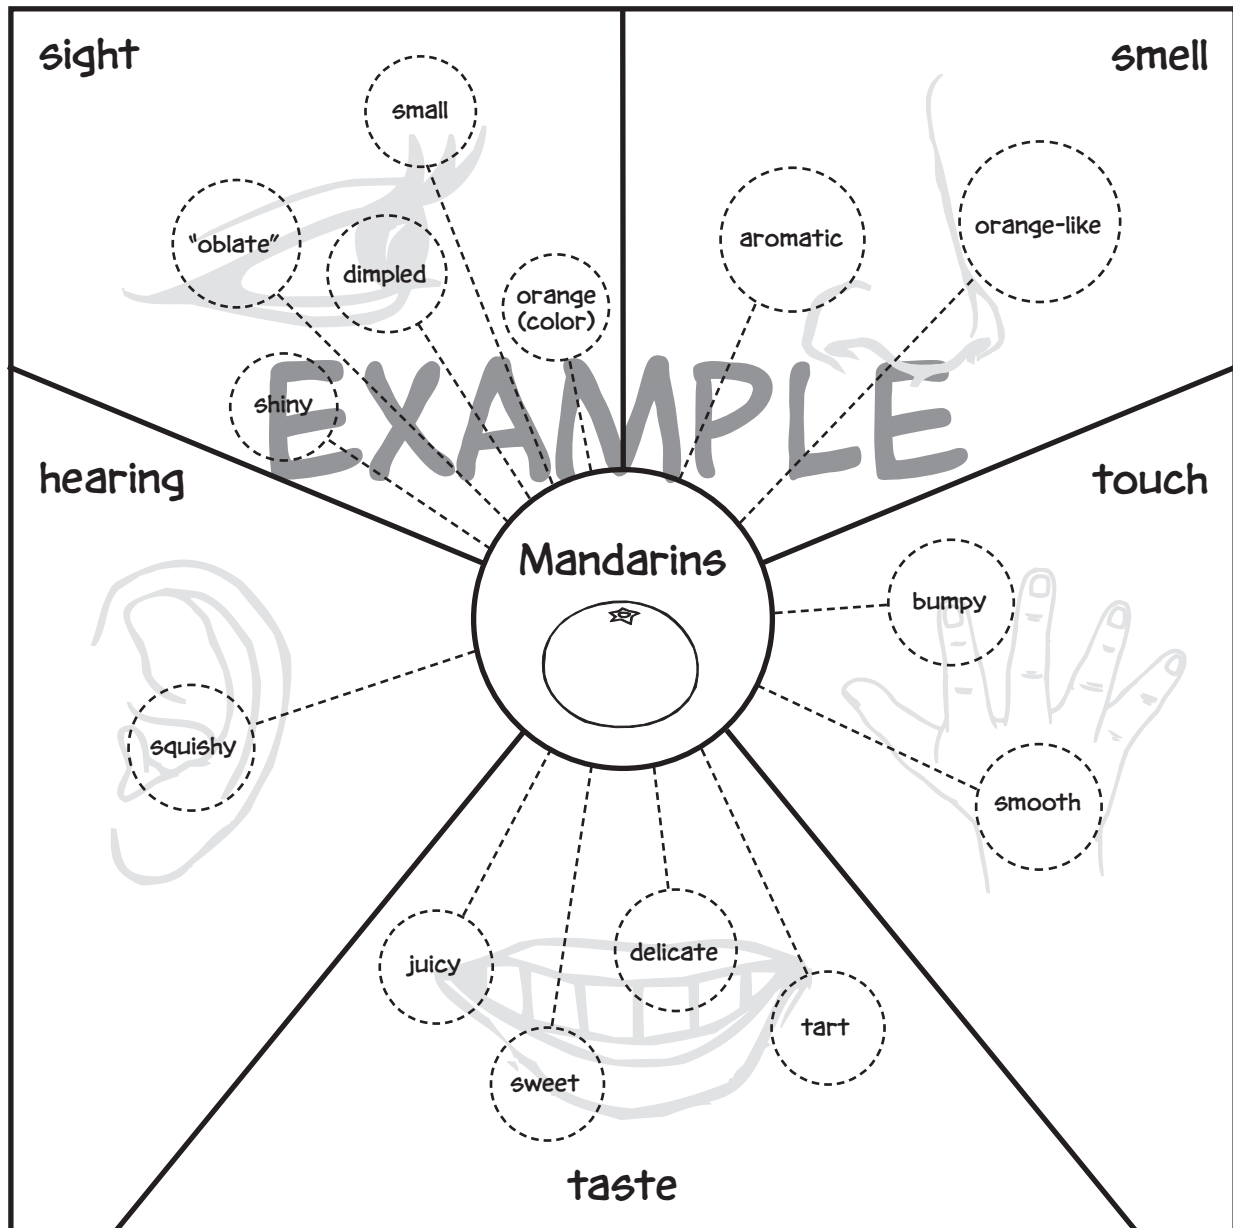 sight
small
“oblate”
dimpled
orange
(color)
shiny
smell
aromatic
orange-like
EXAMPLE
hearing
squishy
touch
bumpy
smooth
Mandarins
juicy
sweet
delicate
tart
taste